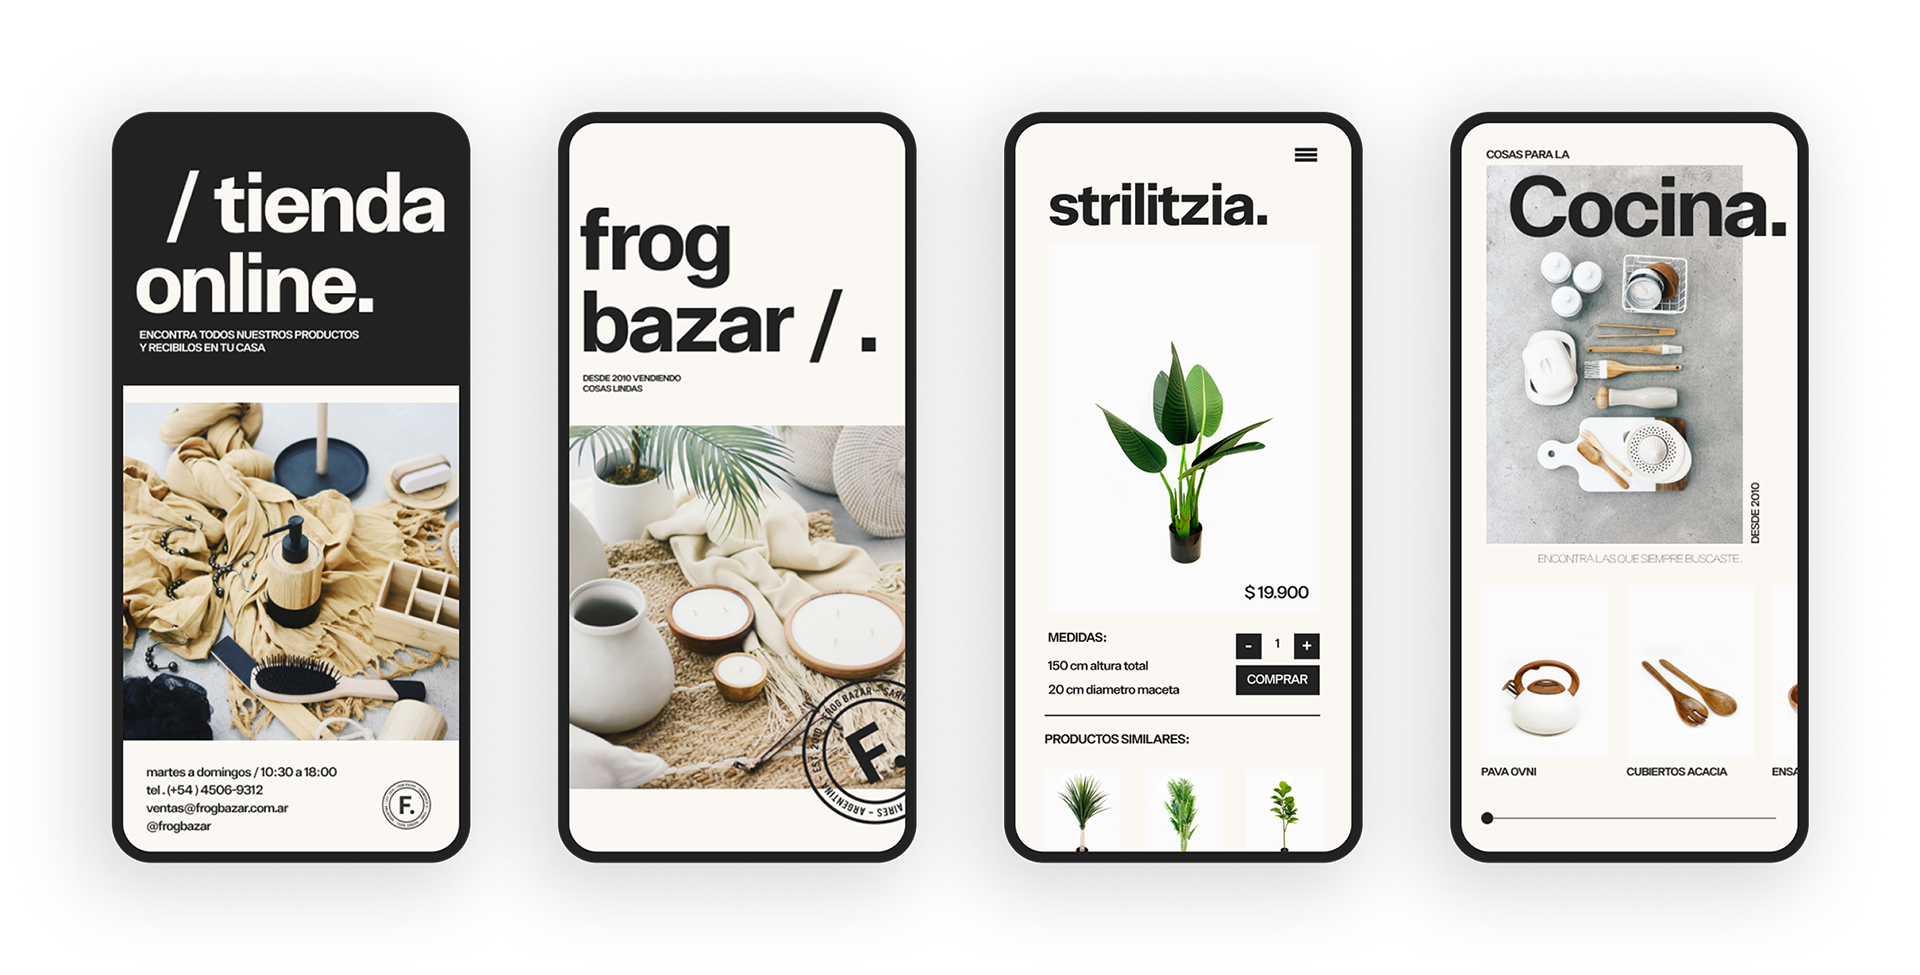 / tienda
online.
ENCONTRA TODOS NUESTROS PRODUCTOS
Y RECIBILOS EN TU CASA
martes a domingos / 10:30 a 18:00
tel . (+54 ) 4506-9312
ventas@frogbazar.com.ar
@frogbazar
F.
frog
bazar / .
DESDE 2010 VENDIENDO
COSAS LINDAS
FROG BAZAR - SARM
F.
AIRES - ARGENTINA - EST. 2010
strilitzia.
$ 19.900
MEDIDAS:
150 cm altura total
20 cm diametro maceta
- 1 +
COMPRAR
PRODUCTOS SIMILARES:
COSAS PARA LA
Cocina.
DESDE 2010
ENCONTRA LAS QUE SIEMPRE BUSCASTE .
PAVA OVNI
CUBIERTOS ACACIA
ENSA